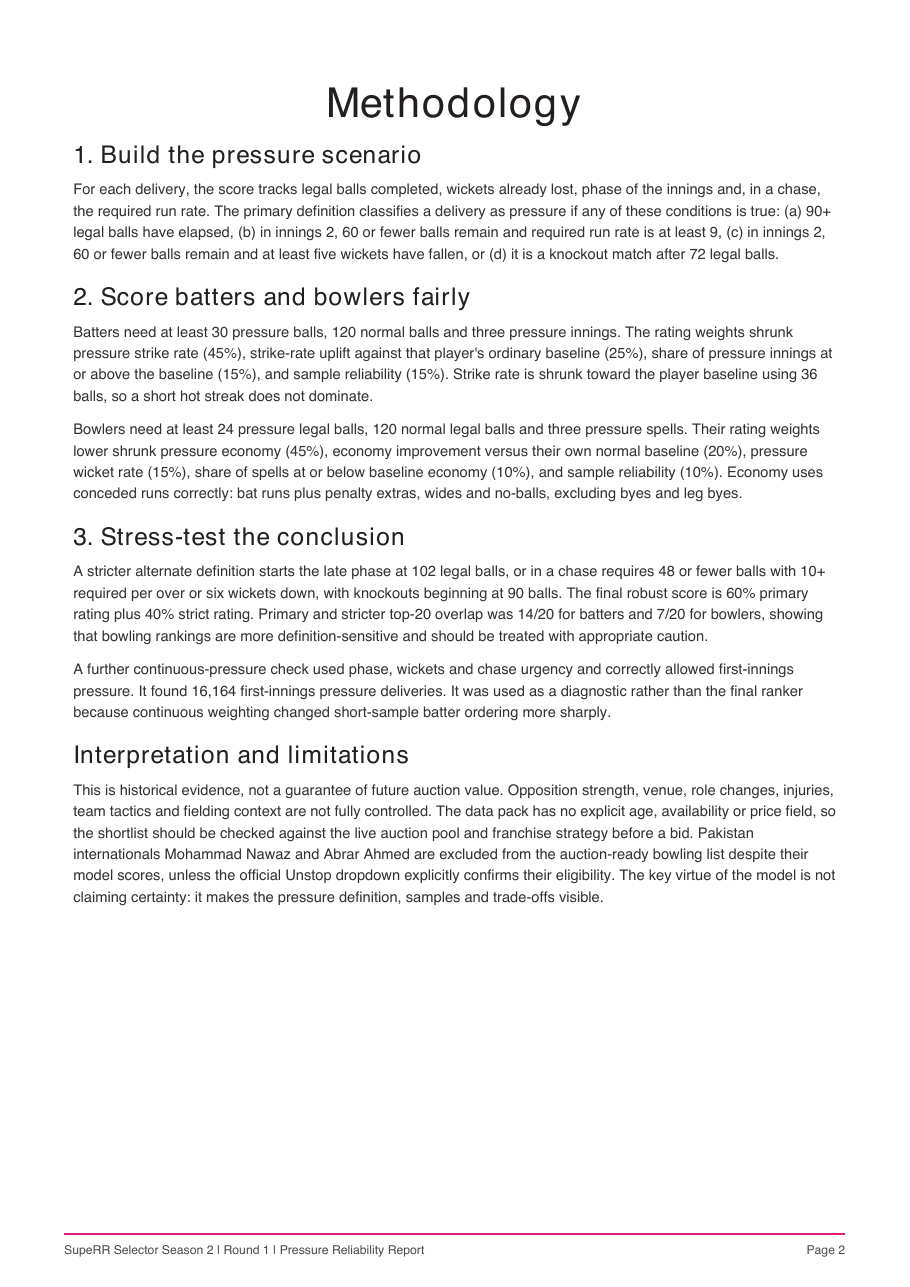 Methodology
1. Build the pressure scenario
For each delivery, the score tracks legal balls completed, wickets already lost, phase of the innings and, in a chase,
the required run rate. The primary definition classifies a delivery as pressure if any of these conditions is true: (a) 90+
legal balls have elapsed, (b) in innings 2, 60 or fewer balls remain and required run rate is at least 9, (c) in innings 2,
60 or fewer balls remain and at least five wickets have fallen, or (d) it is a knockout match after 72 legal balls.
2. Score batters and bowlers fairly
Batters need at least 30 pressure balls, 120 normal balls and three pressure innings. The rating weights shrunk
pressure strike rate (45%), strike-rate uplift against that player's ordinary baseline (25%), share of pressure innings at
or above the baseline (15%), and sample reliability (15%). Strike rate is shrunk toward the player baseline using 36
balls, so a short hot streak does not dominate.
Bowlers need at least 24 pressure legal balls, 120 normal legal balls and three pressure spells. Their rating weights
lower shrunk pressure economy (45%), economy improvement versus their own normal baseline (20%), pressure
wicket rate (15%), share of spells at or below baseline economy (10%), and sample reliability (10%). Economy uses
conceded runs correctly: bat runs plus penalty extras, wides and no-balls, excluding byes and leg byes.
3. Stress-test the conclusion
A stricter alternate definition starts the late phase at 102 legal balls, or in a chase requires 48 or fewer balls with 10+
required per over or six wickets down, with knockouts beginning at 90 balls. The final robust score is 60% primary
rating plus 40% strict rating. Primary and stricter top-20 overlap was 14/20 for batters and 7/20 for bowlers, showing
that bowling rankings are more definition-sensitive and should be treated with appropriate caution.
A further continuous-pressure check used phase, wickets and chase urgency and correctly allowed first-innings
pressure. It found 16,164 first-innings pressure deliveries. It was used as a diagnostic rather than the final ranker
because continuous weighting changed short-sample batter ordering more sharply.
Interpretation and limitations
This is historical evidence, not a guarantee of future auction value. Opposition strength, venue, role changes, injuries,
team tactics and fielding context are not fully controlled. The data pack has no explicit age, availability or price field, so
the shortlist should be checked against the live auction pool and franchise strategy before a bid. Pakistan
internationals Mohammad Nawaz and Abrar Ahmed are excluded from the auction-ready bowling list despite their
model scores, unless the official Unstop dropdown explicitly confirms their eligibility. The key virtue of the model is not
claiming certainty: it makes the pressure definition, samples and trade-offs visible.
SupeRR Selector Season 2 | Round 1 | Pressure Reliability Report
Page 2